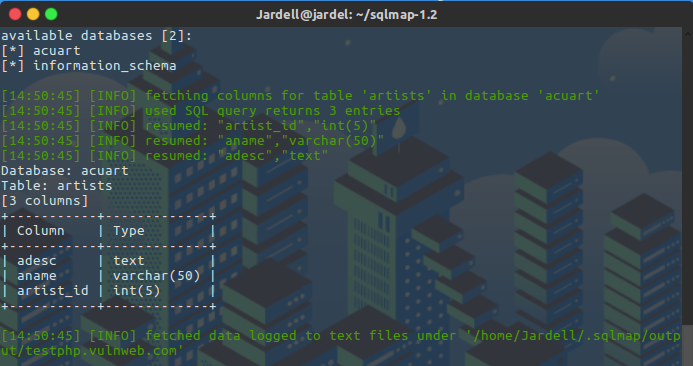 Jardell@jardel: ~/sqlmap-1.2
available databases [2]:
[*] acuart
[*] information_schema
[14:50:45] [INFO] fetching columns for table 'artists' in database 'acuart'
[14:50:45] [INFO] used SQL query returns 3 entries
[14:50:45] [INFO] resumed: "artist_id","int(5)"
[14:50:45] [INFO] resumed: "aname","varchar(50)"
[14:50:45] [INFO] resumed: "adesc","text"
Database: acuart
Table: artists
[3 columns]
+-----------+-------------+
| Column    | Type        |
+-----------+-------------+
| adesc     | text        |
| aname     | varchar(50) |
| artist_id | int(5)      |
+-----------+-------------+
[14:50:45] [INFO] fetched data logged to text files under '/home/Jardell/.sqlmap/outp
ut/testphp.vulnweb.com'